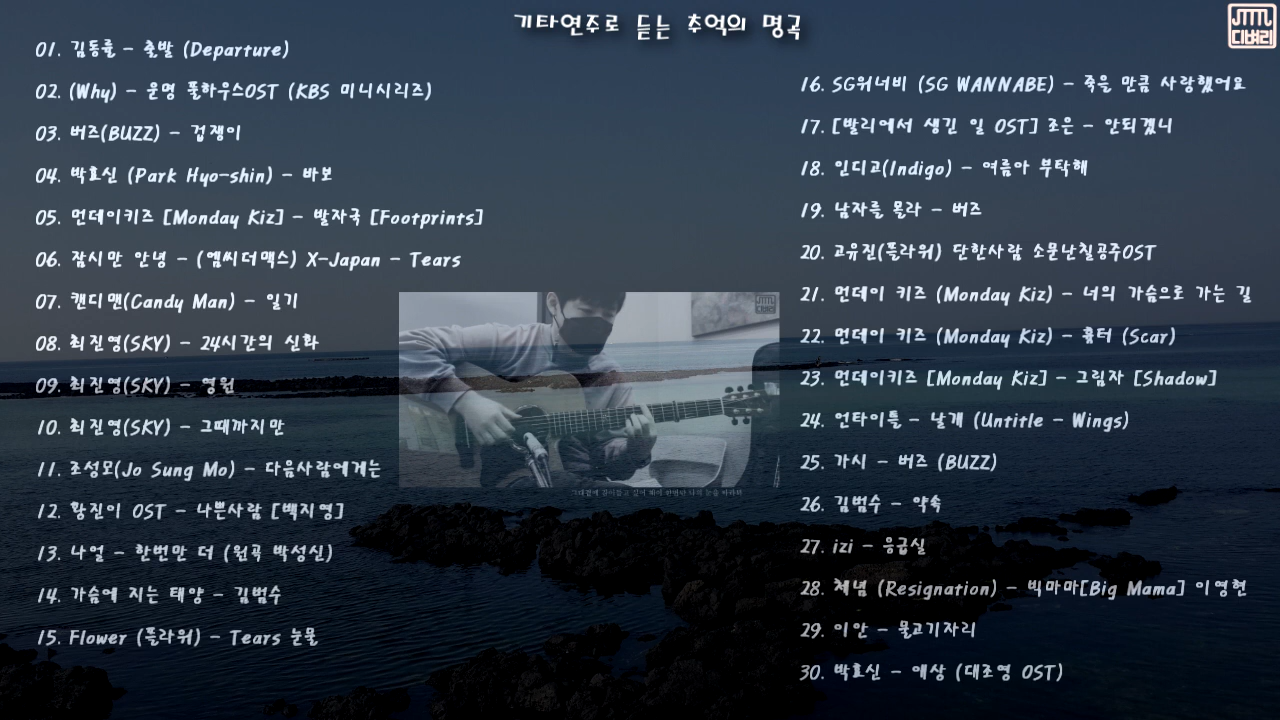 기타연주로 듣는 추억의 명곡
디벼리
01. 김동률 - 출발 (Departure)
02. (Why) - 운명 풀하우스OST (KBS 미니시리즈)
03. 버즈(BUZZ) - 겁쟁이
04. 박효신 (Park Hyo-shin) - 바보
05. 먼데이키즈 [Monday Kiz] - 발자국 [Footprints]
06. 잠시만 안녕 - (엠씨더맥스) X-Japan - Tears
07. 캔디맨(Candy Man) - 일기
08. 최진영(SKY) - 24시간의 신화
09. 최진영(SKY) - 영원
10. 최진영(SKY) - 그때까지만
11. 조성모(Jo Sung Mo) - 다음사람에게는
12. 황진이 OST - 나쁜사람 [백지영]
13. 나얼 - 한번만 더 (원곡 박성신)
14. 가슴에 지는 태양 - 김범수
15. Flower (플라워) - Tears 눈물
16. SG워너비 (SG WANNABE) - 죽을 만큼 사랑했어요
17. [발리에서 생긴 일 OST] 조은 - 안되겠니
18. 인디고(Indigo) - 여름아 부탁해
19. 남자를 몰라 - 버즈
20. 고유진(플라워) 단한사람 소문난칠공주OST
21. 먼데이 키즈 (Monday Kiz) - 너의 가슴으로 가는 길
22. 먼데이 키즈 (Monday Kiz) - 흉터 (Scar)
23. 먼데이키즈 [Monday Kiz] - 그림자 [Shadow]
24. 언타이틀 - 날개 (Untitle - Wings)
25. 가시 - 버즈 (BUZZ)
26. 김범수 - 약속
27. izi - 응급실
28. 체념 (Resignation) - 빅마마[Big Mama] 이영현
29. 이안 - 물고기자리
30. 박효신 - 애상 (대조영 OST)